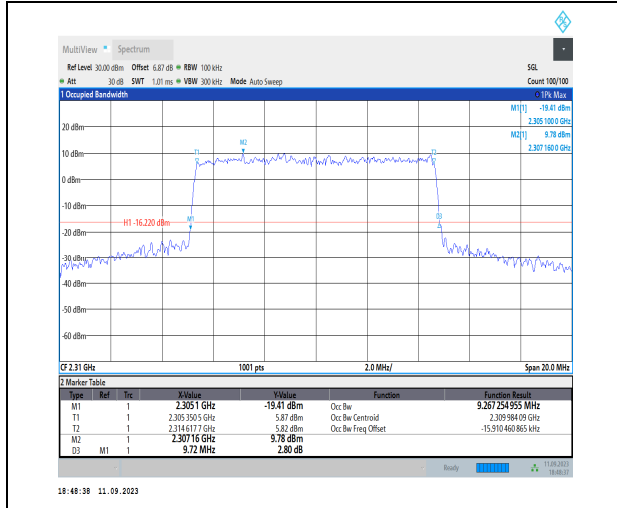 MultiView Spectrum
Ref Level 30.00 dBm Offset 6.87 dB RBW 100 kHz SGL
Att 30 dB SWT 1.01 ms VBW 300 kHz Mode Auto Sweep Count 100/100
1 Occupied Bandwidth 1Pk Max
M1[1] -19.41 dBm
2.305 100 0 GHz
M2[1] 9.78 dBm
2.307 160 0 GHz
20 dBm
M2
10 dBm T1 T2
0 dBm
-10 dBm
H1 -16.220 dBm M1 D3
-20 dBm
-30 dBm
-40 dBm
-50 dBm
-60 dBm
CF 2.31 GHz 1001 pts 2.0 MHz/ Span 20.0 MHz
2 Marker Table
Type Ref Trc X-Value Y-Value Function Function Result
M1 1 2.3051 GHz -19.41 dBm Occ Bw 9.267 254 955 MHz
T1 1 2.305 350 5 GHz 5.87 dBm Occ Bw Centroid 2.309 984 09 GHz
T2 1 2.314 617 7 GHz 5.82 dBm Occ Bw Freq Offset -15.910 460 865 kHz
M2 1 2.30716 GHz 9.78 dBm
D3 M1 1 9.72 MHz 2.80 dB
Ready 11.09.2023
18:48:37
18:48:38 11.09.2023